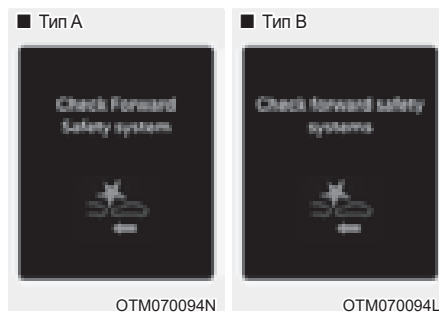 ■ Тип A
Check Forward
Safety system
OTM070094N
■ Тип B
Check forward safety
systems
OTM070094L